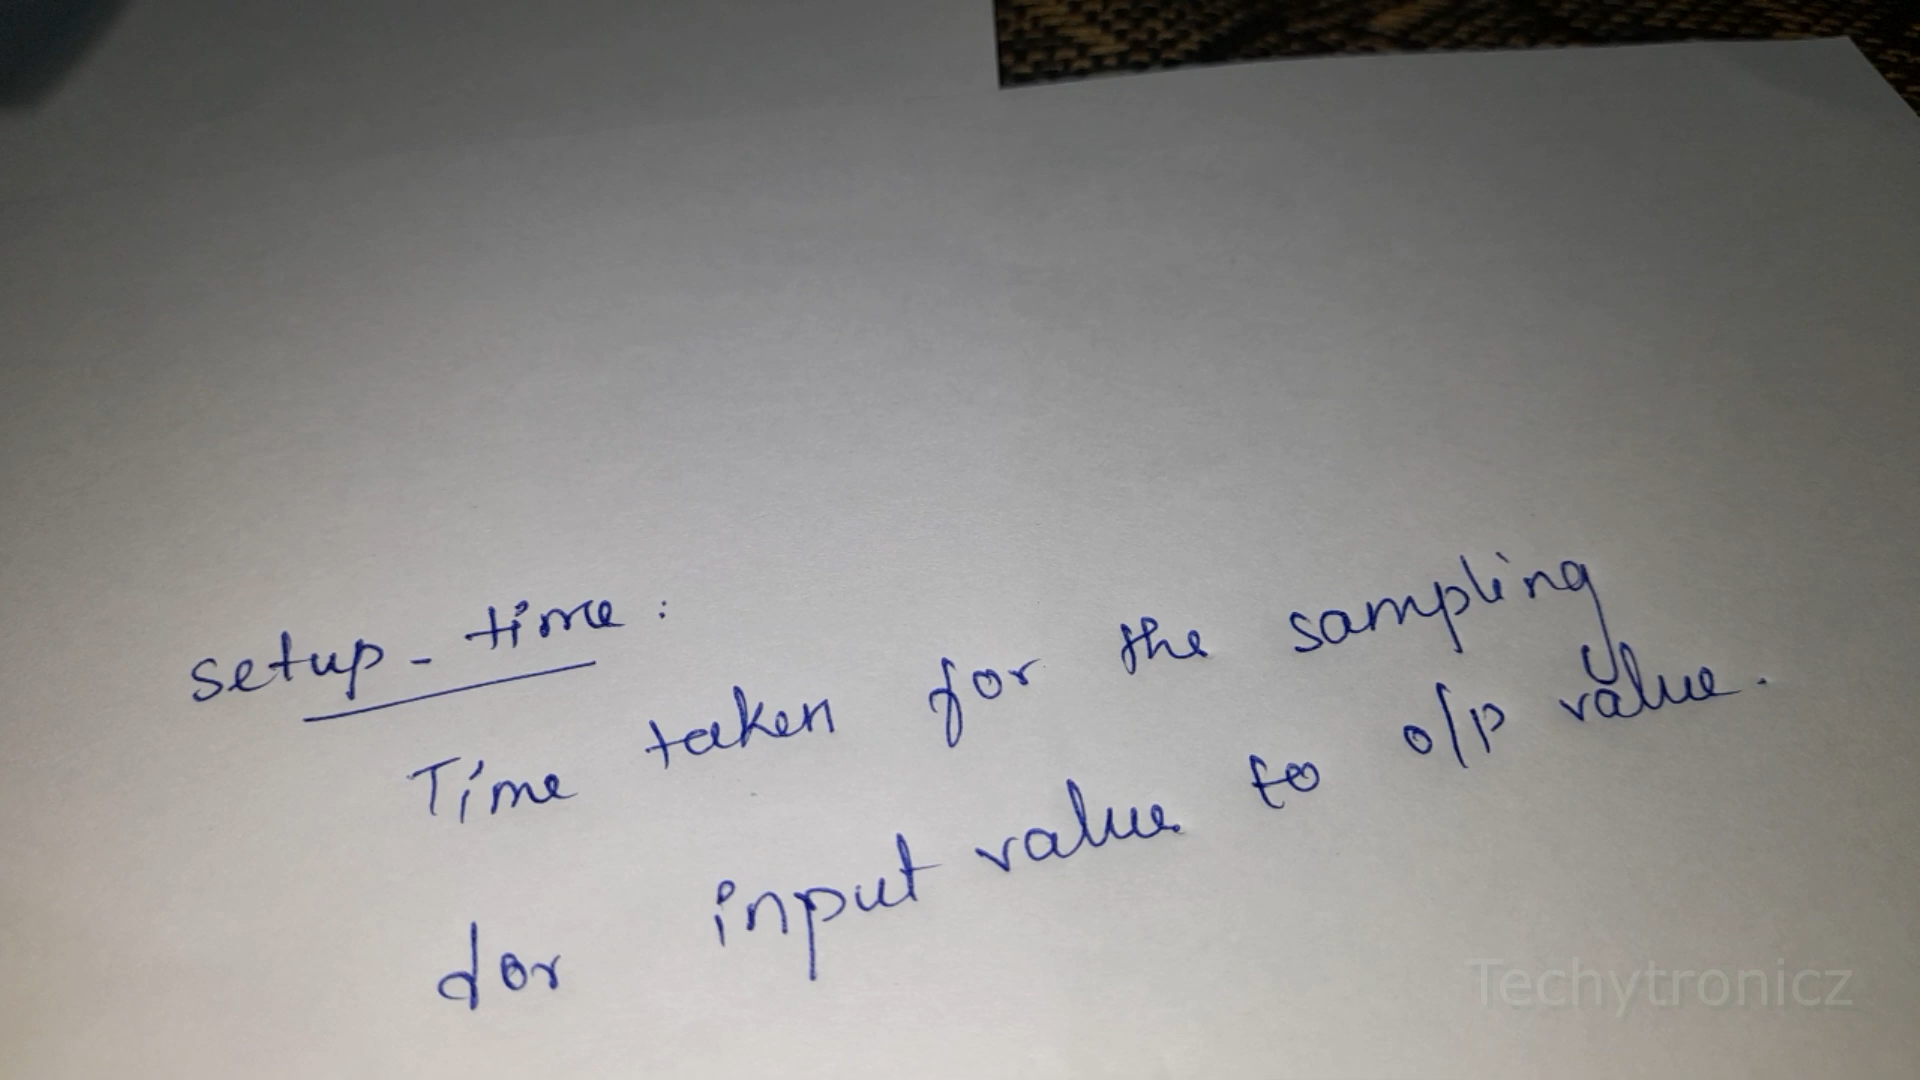 setup-time:
Time taken for the sampling
for input value to o/p value.
Techytronicz